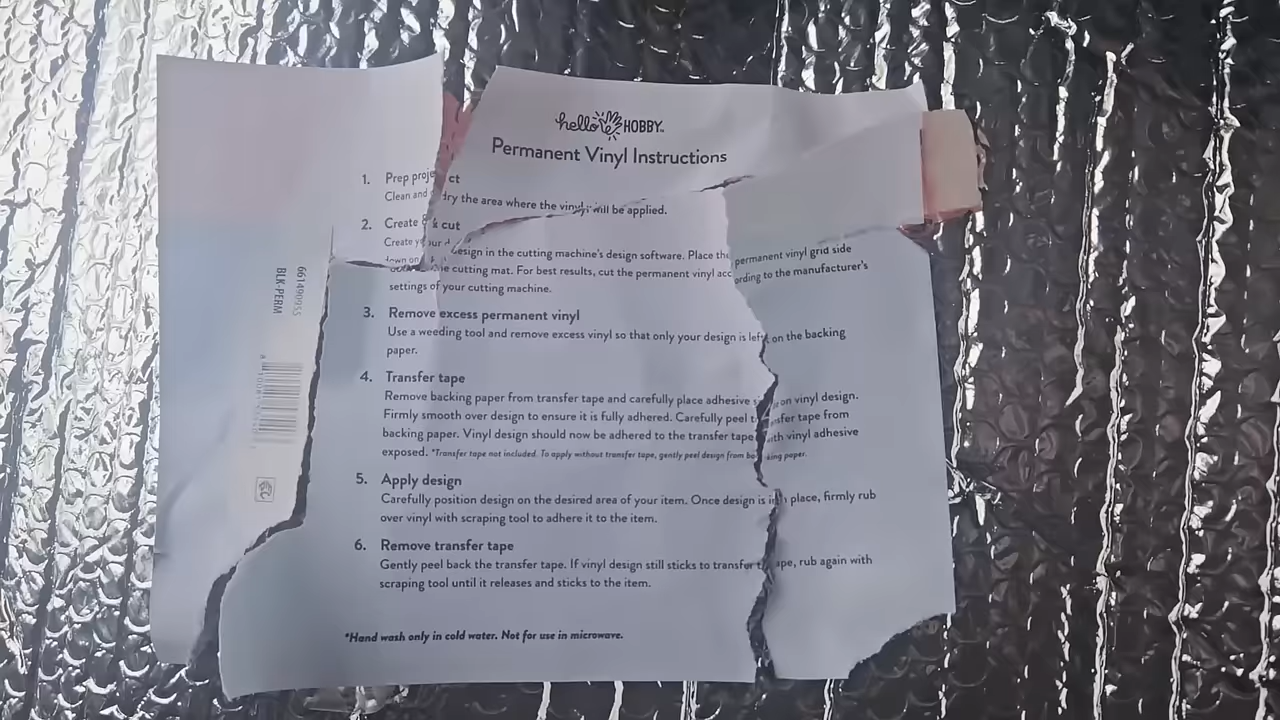 hello HOBBY™
Permanent Vinyl Instructions
1. Prep project
Clean and dry the area where the vinyl will be applied.
2. Create & cut
Create your design in the cutting machine's design software. Place the permanent vinyl grid side
down on the cutting mat. For best results, cut the permanent vinyl according to the manufacturer's
settings of your cutting machine.
3. Remove excess permanent vinyl
Use a weeding tool and remove excess vinyl so that only your design is left on the backing
paper.
4. Transfer tape
Remove backing paper from transfer tape and carefully place adhesive on vinyl design.
Firmly smooth over design to ensure it is fully adhered. Carefully peel transfer tape from
backing paper. Vinyl design should now be adhered to the transfer tape with vinyl adhesive
exposed. *Transfer tape not included. To apply without transfer tape, gently peel design from backing paper.
5. Apply design
Carefully position design on the desired area of your item. Once design is in place, firmly rub
over vinyl with scraping tool to adhere it to the item.
6. Remove transfer tape
Gently peel back the transfer tape. If vinyl design still sticks to transfer tape, rub again with
scraping tool until it releases and sticks to the item.
*Hand wash only in cold water. Not for use in microwave.
BLK-PERM